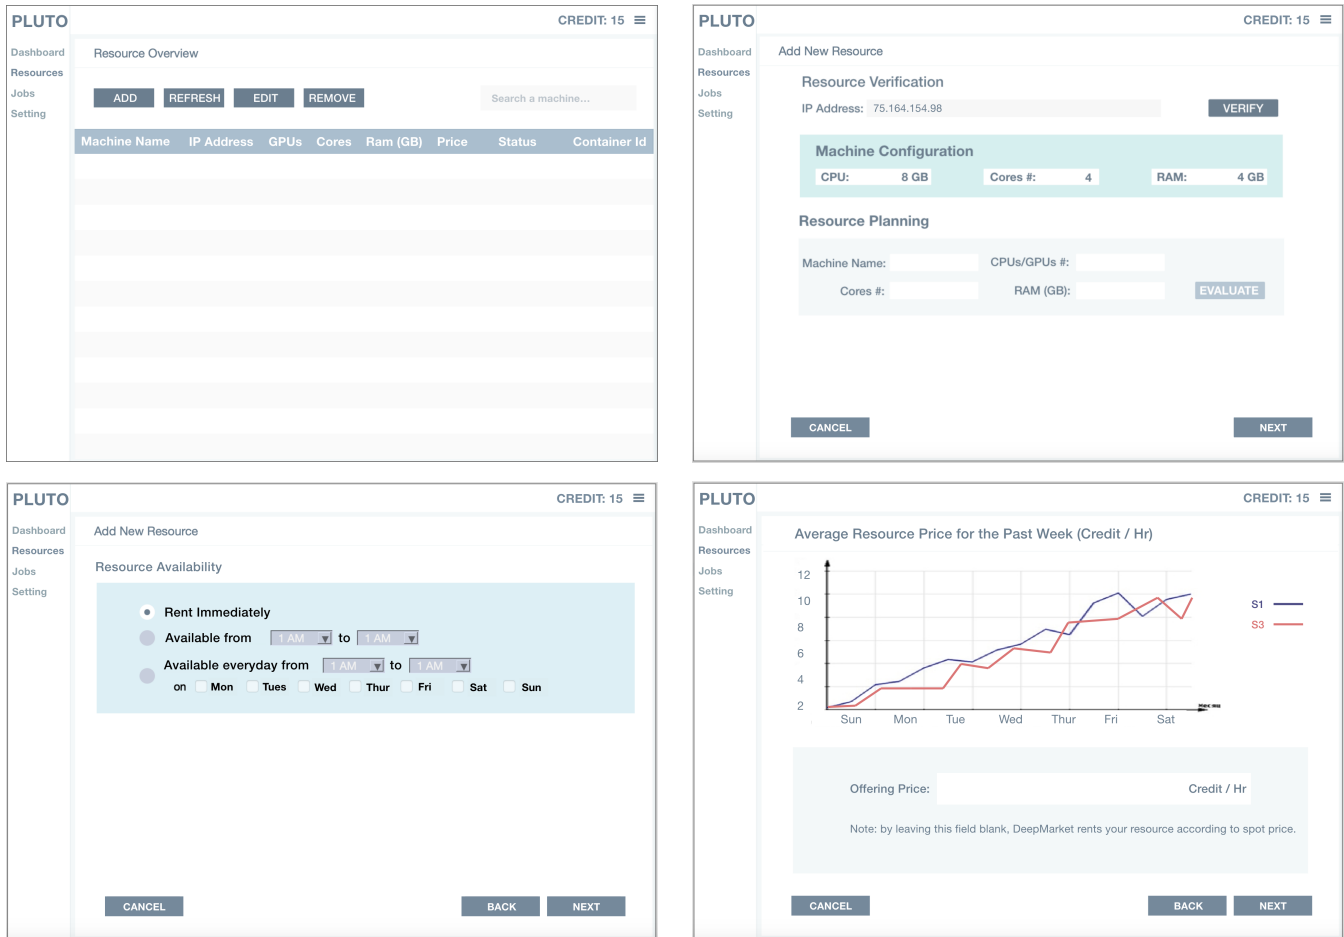 PLUTO
CREDIT: 15
Dashboard
Resources
Jobs
Setting
Resource Overview
ADD REFRESH EDIT REMOVE
Search a machine...
Machine Name IP Address GPUs Cores Ram (GB) Price Status Container Id
PLUTO
CREDIT: 15
Dashboard
Resources
Jobs
Setting
Add New Resource
Resource Verification
IP Address: 75.164.154.98 VERIFY
Machine Configuration
CPU: 8 GB Cores #: 4 RAM: 4 GB
Resource Planning
Machine Name: CPUs/GPUs #:
Cores #: RAM (GB): EVALUATE
CANCEL NEXT
PLUTO
CREDIT: 15
Dashboard
Resources
Jobs
Setting
Add New Resource
Resource Availability
Rent Immediately
Available from 1 AM to 1 AM
Available everyday from 1 AM to 1 AM
on Mon Tues Wed Thur Fri Sat Sun
CANCEL BACK NEXT
PLUTO
CREDIT: 15
Dashboard
Resources
Jobs
Setting
Average Resource Price for the Past Week (Credit / Hr)
12
10
8
6
4
2
Sun Mon Tue Wed Thur Fri Sat
S1
S3
Offering Price: Credit / Hr
Note: by leaving this field blank, DeepMarket rents your resource according to spot price.
CANCEL BACK NEXT